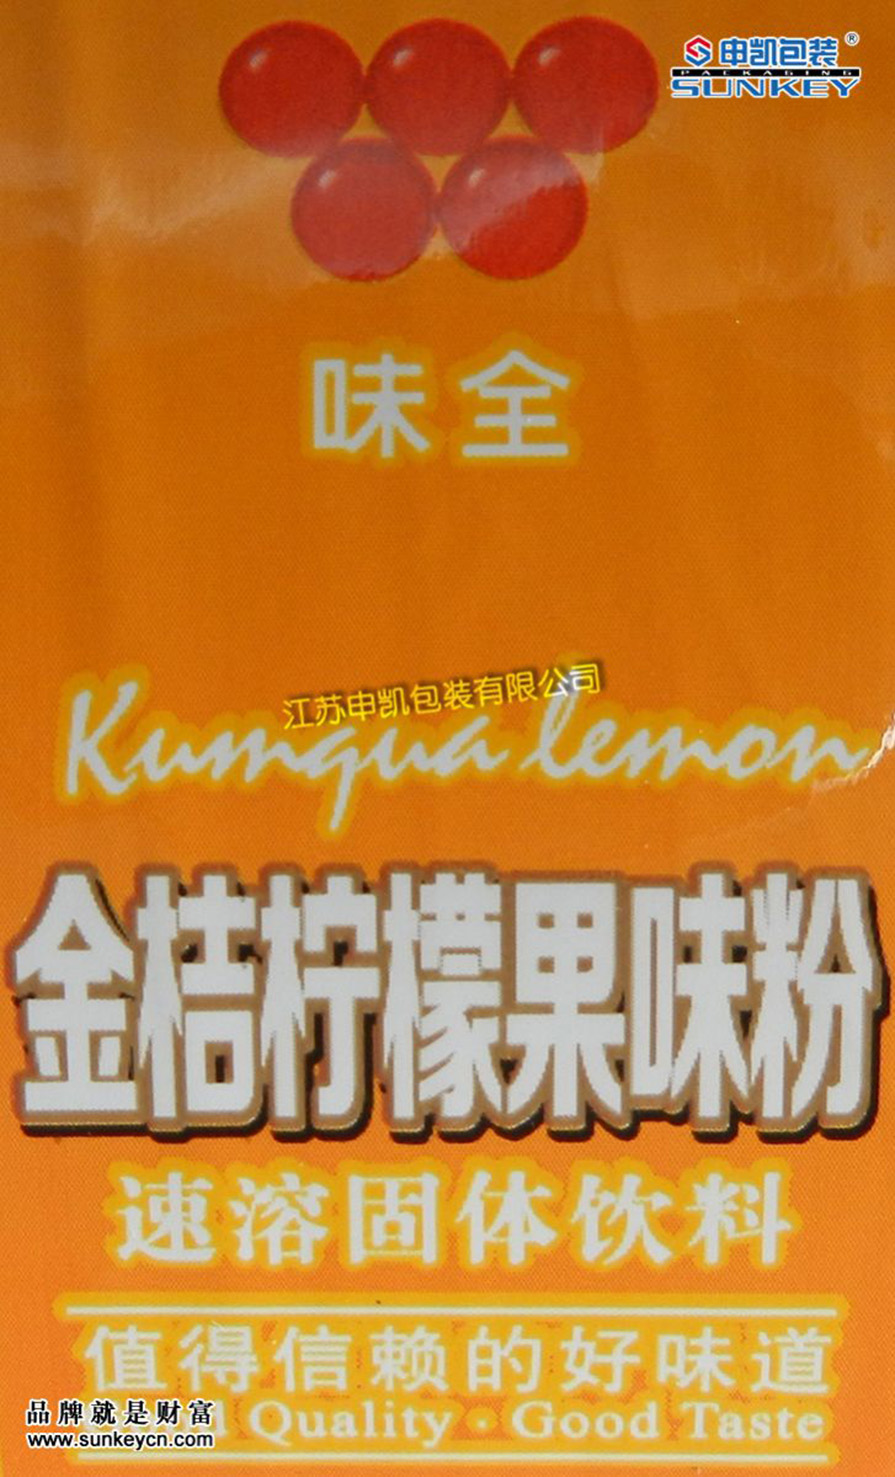 申凯包装®
PACKAGING
SUNKEY
味全
江苏申凯包装有限公司
Kumqua lemon
金桔柠檬果味粉
速溶固体饮料
值得信赖的好味道
Quality · Good Taste
品牌就是财富
www.sunkeycn.com